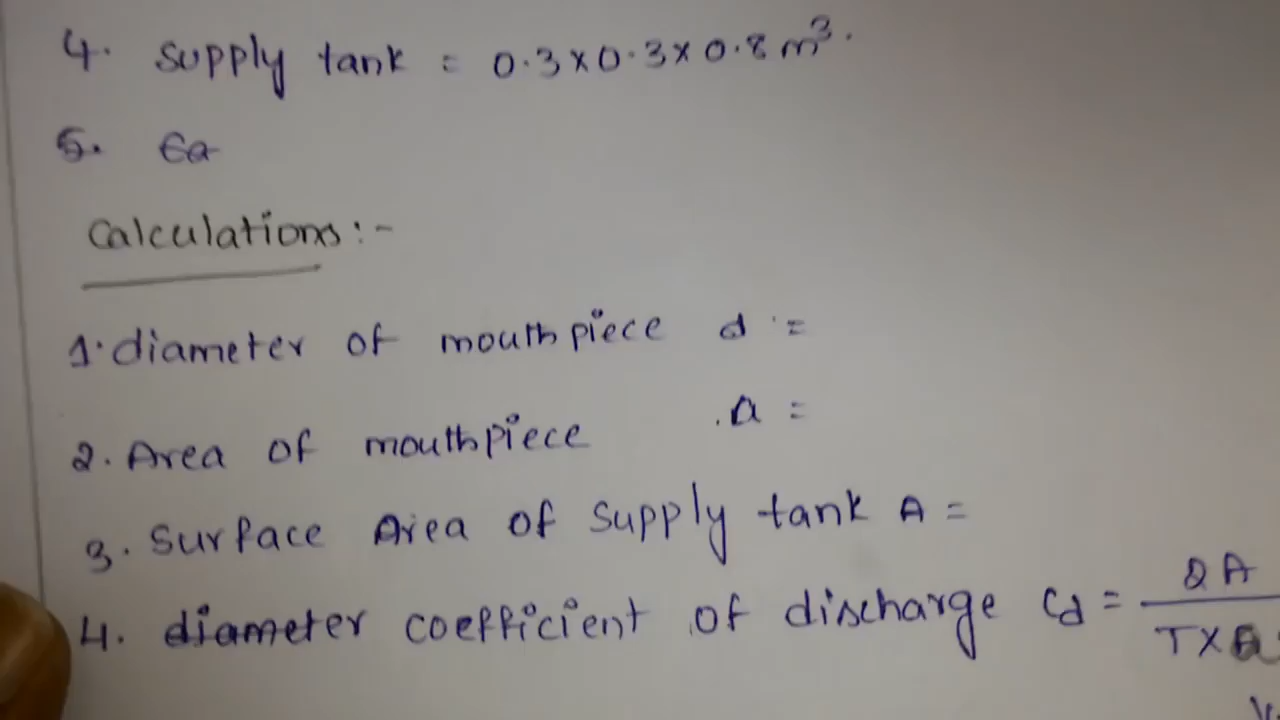 4. Supply tank = 0.3×0.3×0.8 m³.
5. Ea
Calculations:-
1. diameter of mouthpiece d =
2. Area of mouthpiece a =
3. Surface Area of Supply tank A =
4. diameter coefficient of discharge Cd = 2A
T×